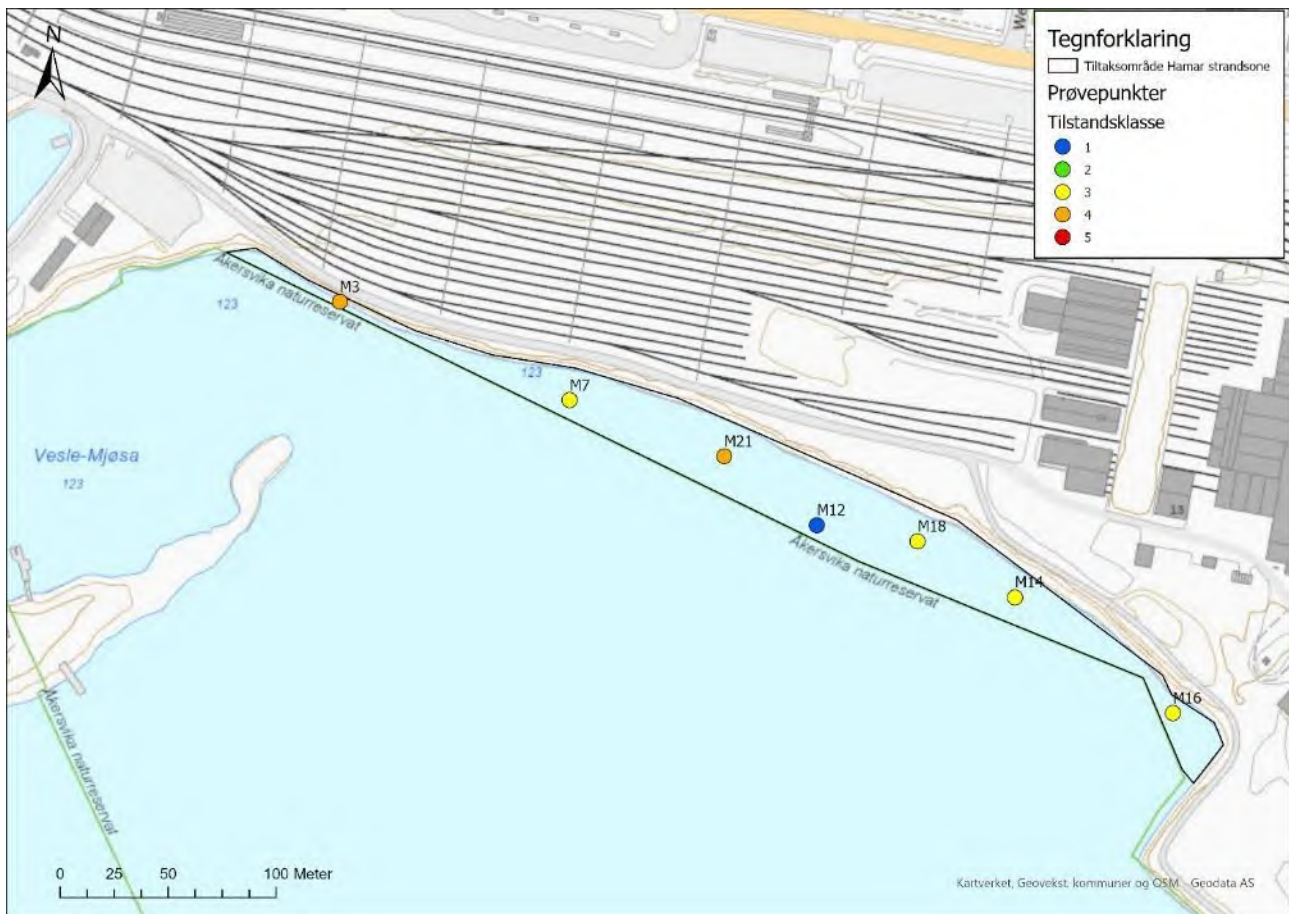 We
Tegnforklaring
Tiltaksområde Hamar strandsone
Prøvepunkter
Tilstandsklasse
1
2
3
4
5
N
Åkersvika naturreservat
123
M3
123
M7
M21
Vesle-Mjøsa
123
M12
M18
13
Åkersvika naturreservat
M14
M16
Åkersvika naturreservat
0 25 50 100 Meter
Kartverket, Geovekst, kommuner og OSM - Geodata AS